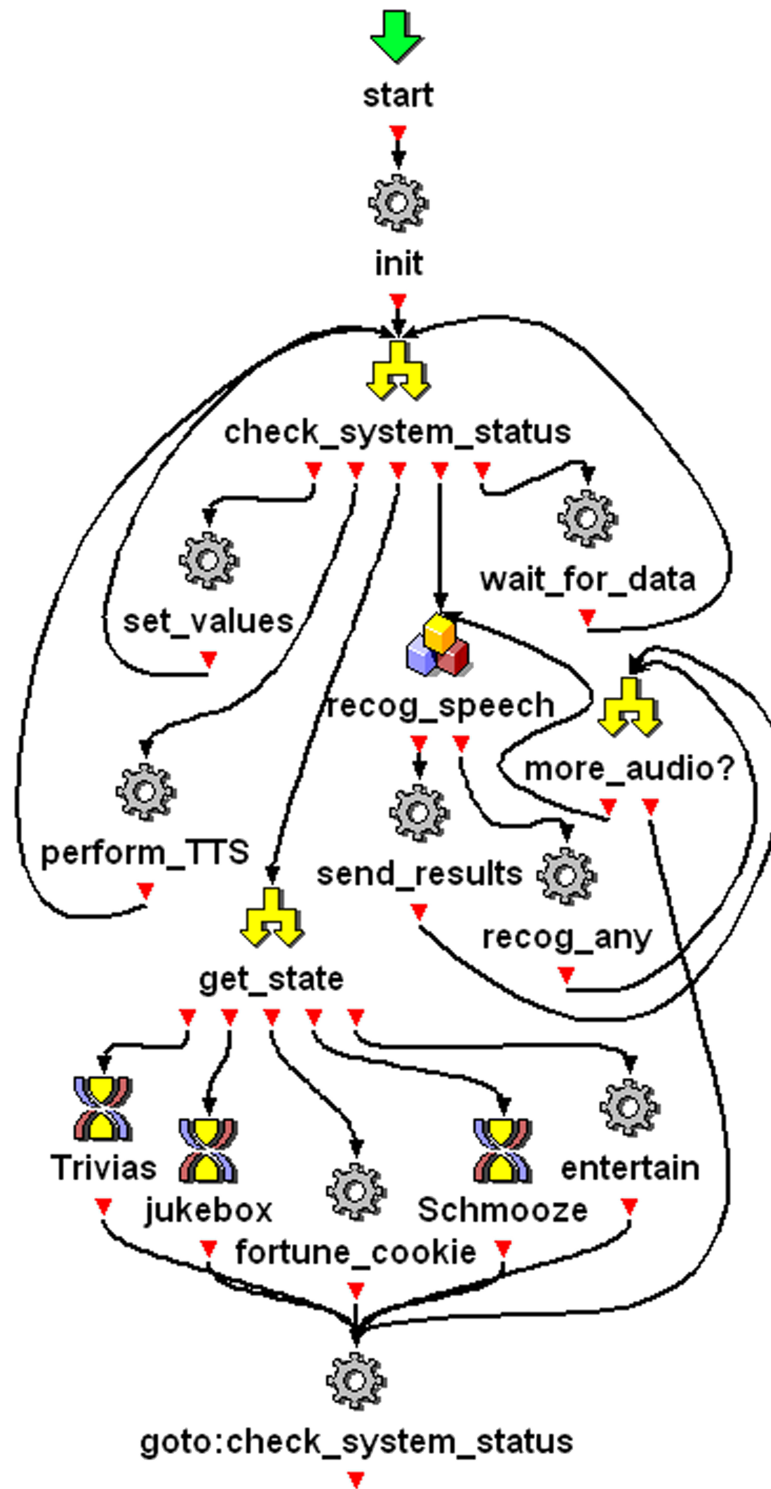 start
init
check_system_status
wait_for_data
set_values
recog_speech
more_audio?
perform_TTS
send_results
recog_any
get_state
Trivias
entertain
jukebox
Schmooze
fortune_cookie
goto:check_system_status